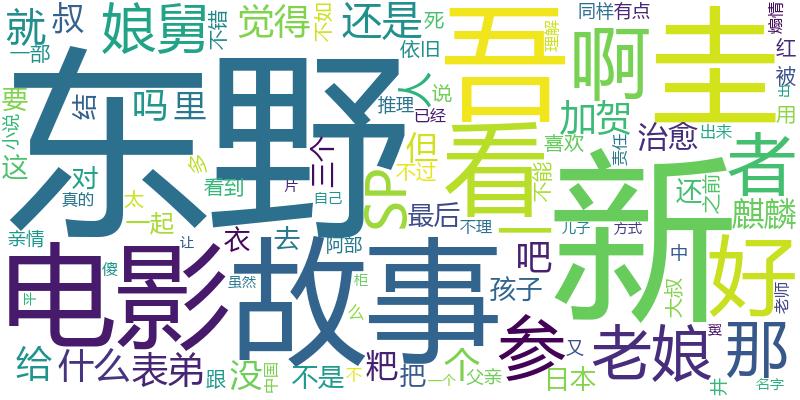 就
叔
娘舅
不错
觉得
不如
还是
死
依旧
吾
理解
同样
有点
煽情
圭
啊
红
被
出
用
一部
要
小说
这
东野
结
吗
里
推理
人
说
已经
三个
但
SP
不过
看
喜欢
加贺
不能
责任
治愈
出来
者
还
之前
麒麟
对
真的
太
多
看到
片
自己
一起
亲情
让
衣
去
阿部
最后
不理
一
儿子
方式
新
中
大叔
老师
好
电影
傻
平
虽然
故事
柜
么
孩子
吧
参
又
老娘
冤
那
井
名字
给
什么
表弟
跟
没
中国
不是
不
粑
把
一个
个
父亲
日本